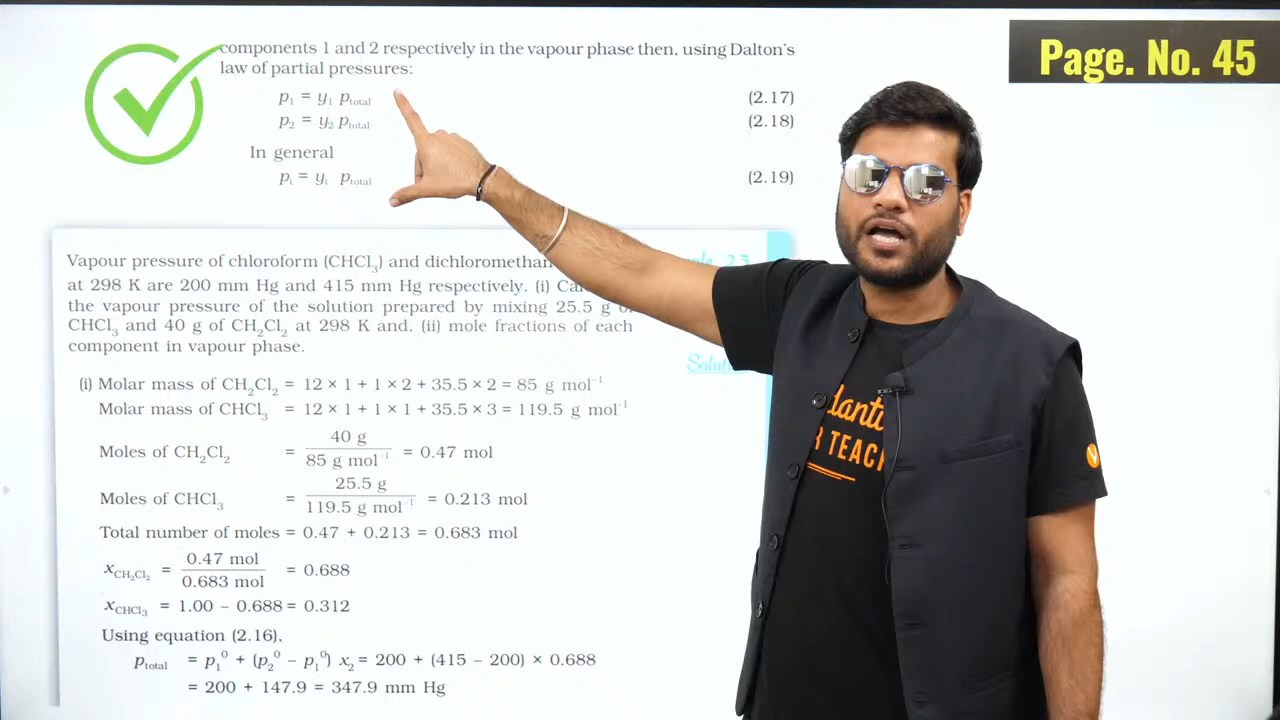 Page. No. 45
components 1 and 2 respectively in the vapour phase then, using Dalton's
law of partial pressures:
p₁ = y₁ p_total (2.17)
p₂ = y₂ p_total (2.18)
In general
pᵢ = yᵢ p_total (2.19)
Vapour pressure of chloroform (CHCl₃) and
at 298 K are 200 mm Hg and 415 mm Hg respectively. (i)
the vapour pressure of the solution prepared by mixing 25.5 g
CHCl₃ and 40 g of CH₂Cl₂ at 298 K and. (ii) mole fractions of each
component in vapour phase.
(i) Molar mass of CH₂Cl₂ = 12 × 1 + 1 × 2 + 35.5 × 2 = 85 g mol⁻¹
Molar mass of CHCl₃ = 12 × 1 + 1 × 1 + 35.5 × 3 = 119.5 g mol⁻¹
Moles of CH₂Cl₂ = 40 g / 85 g mol⁻¹ = 0.47 mol
Moles of CHCl₃ = 25.5 g / 119.5 g mol⁻¹ = 0.213 mol
Total number of moles = 0.47 + 0.213 = 0.683 mol
x_CH₂Cl₂ = 0.47 mol / 0.683 mol = 0.688
x_CHCl₃ = 1.00 – 0.688 = 0.312
Using equation (2.16),
p_total = p₁⁰ + (p₂⁰ – p₁⁰) x₂ = 200 + (415 – 200) × 0.688
= 200 + 147.9 = 347.9 mm Hg